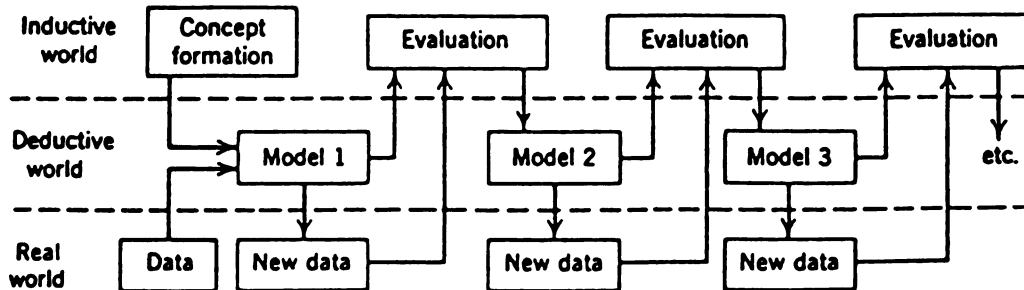 Inductive
world
Concept
formation
Evaluation
Evaluation
Evaluation
Deductive
world
Model 1
Model 2
Model 3
etc.
Real
world
Data
New data
New data
New data